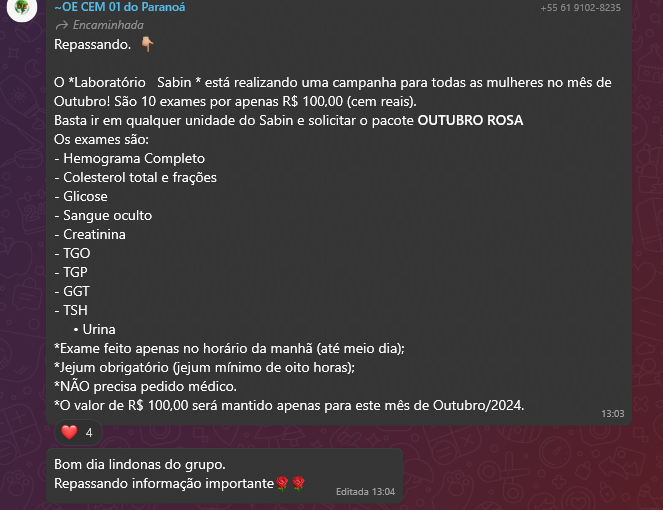 ~OE CEM 01 do Paranoá
+55 61 9102-8235
Encaminhada
Repassando. 👇🏼
O *Laboratório   Sabin * está realizando uma campanha para todas as mulheres no mês de
Outubro! São 10 exames por apenas R$ 100,00 (cem reais).
Basta ir em qualquer unidade do Sabin e solicitar o pacote OUTUBRO ROSA
Os exames são:
- Hemograma Completo
- Colesterol total e frações
- Glicose
- Sangue oculto
- Creatinina
- TGO
- TGP
- GGT
- TSH
• Urina
*Exame feito apenas no horário da manhã (até meio dia);
*Jejum obrigatório (jejum mínimo de oito horas);
*NÃO precisa pedido médico.
*O valor de R$ 100,00 será mantido apenas para este mês de Outubro/2024.
13:03
❤️ 4
Bom dia lindonas do grupo.
Repassando informação importante🌹🌹
Editada 13:04